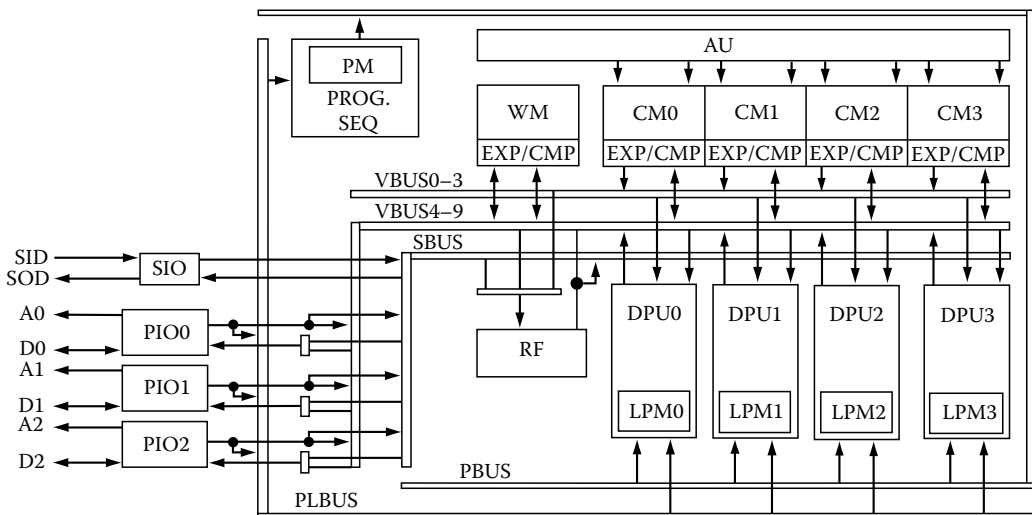 AU
PM
PROG.
SEQ
WM
CM0
CM1
CM2
CM3
EXP/CMP
EXP/CMP
EXP/CMP
EXP/CMP
EXP/CMP
VBUS0–3
VBUS4–9
SBUS
SID
SOD
SIO
A0
D0
PIO0
A1
D1
PIO1
A2
D2
PIO2
RF
DPU0
DPU1
DPU2
DPU3
LPM0
LPM1
LPM2
LPM3
PBUS
PLBUS